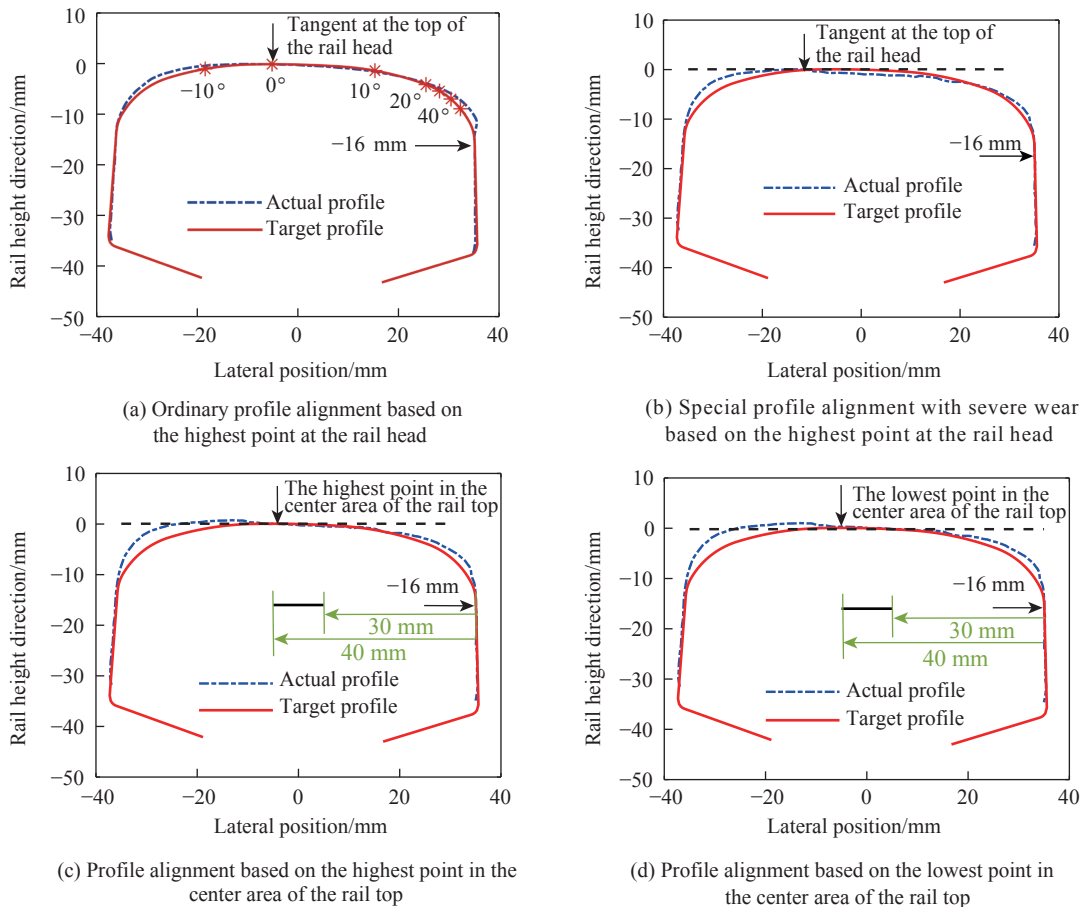 10
0
−10
−20
−30
−40
−50
Rail height direction/mm
Tangent at the top of
the rail head
−10°
0°
10°
20°
40°
−16 mm
Actual profile
Target profile
−40
−20
0
20
40
Lateral position/mm
(a) Ordinary profile alignment based on
the highest point at the rail head
10
0
−10
−20
−30
−40
−50
Rail height direction/mm
Tangent at the top of
the rail head
−16 mm
Actual profile
Target profile
−40
−20
0
20
40
Lateral position/mm
(b) Special profile alignment with severe wear
based on the highest point at the rail head
10
0
−10
−20
−30
−40
−50
Rail height direction/mm
The highest point in the
center area of the rail top
−16 mm
30 mm
40 mm
Actual profile
Target profile
−40
−20
0
20
40
Lateral position/mm
(c) Profile alignment based on the highest point in the
center area of the rail top
10
0
−10
−20
−30
−40
−50
Rail height direction/mm
The lowest point in the
center area of the rail top
−16 mm
30 mm
40 mm
Actual profile
Target profile
−40
−20
0
20
40
Lateral position/mm
(d) Profile alignment based on the lowest point in
the center area of the rail top